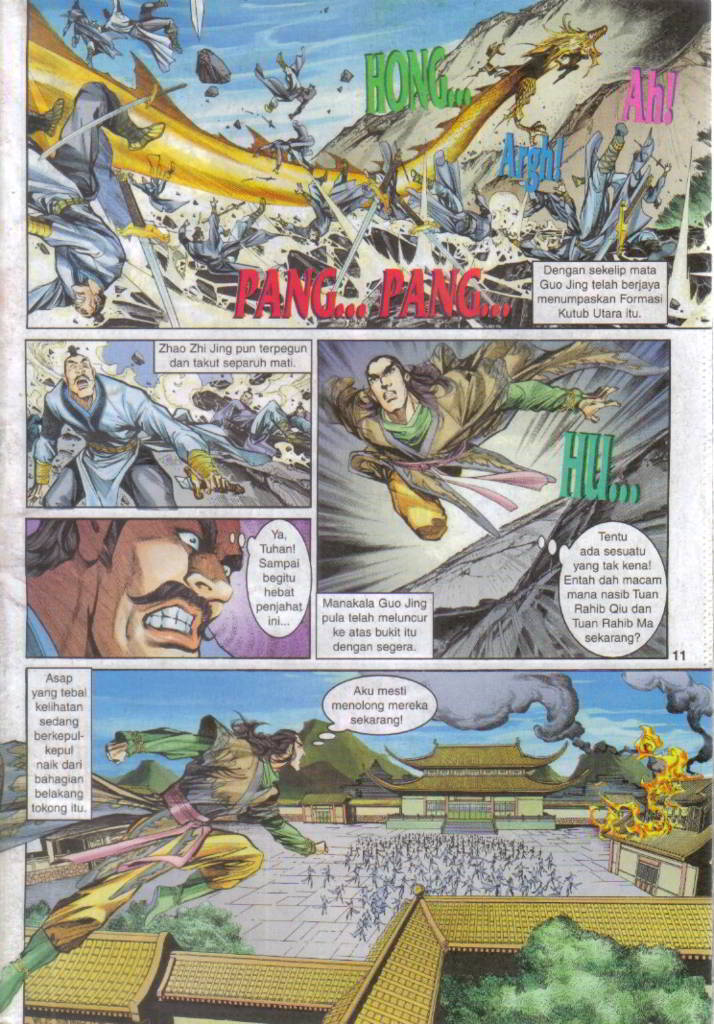 HONG...
Ah!
Argh!
PANG... PANG...
Dengan sekelip mata
Guo Jing telah berjaya
menumpaskan Formasi
Kutub Utara itu.
Zhao Zhi Jing pun terpegun
dan takut separuh mati.
Ya,
Tuhan!
Sampai
begitu
hebat
penjahat
ini...
HU...
Manakala Guo Jing
pula telah meluncur
ke atas bukit itu
dengan segera.
Tentu
ada sesuatu
yang tak kena!
Entah dah macam
mana nasib Tuan
Rahib Qiu dan
Tuan Rahib Ma
sekarang?
11
Asap
yang tebal
kelihatan
sedang
berkepul-
kepul
naik dari
bahagian
belakang
tokong itu.
Aku mesti
menolong mereka
sekarang!